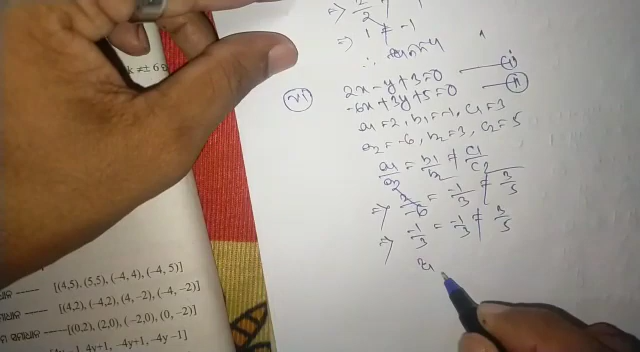 ⇒ 1 ≠ -1
k ≠ ± 6
(vi) 2x - y + 3 = 0 —— (i)
-6x + 3y + 5 = 0 —— (ii)
a₁ = 2, b₁ = -1, c₁ = 3
a₂ = -6, b₂ = 3, c₂ = 5
a₁/a₂ = b₁/b₂ ≠ c₁/c₂
⇒ 2/-6 = -1/3 ≠ 3/5
⇒ -1/3 = -1/3 ≠ 3/5
[(4,5), (5,5), (-4, 4), (-4, 5)]
[(4,2), (-4,2), (4, -2), (-4, -2)]
[(0,2), (2,0), (-2,0), (0, -2)]
4y+1, -4y+1, -4y-1]